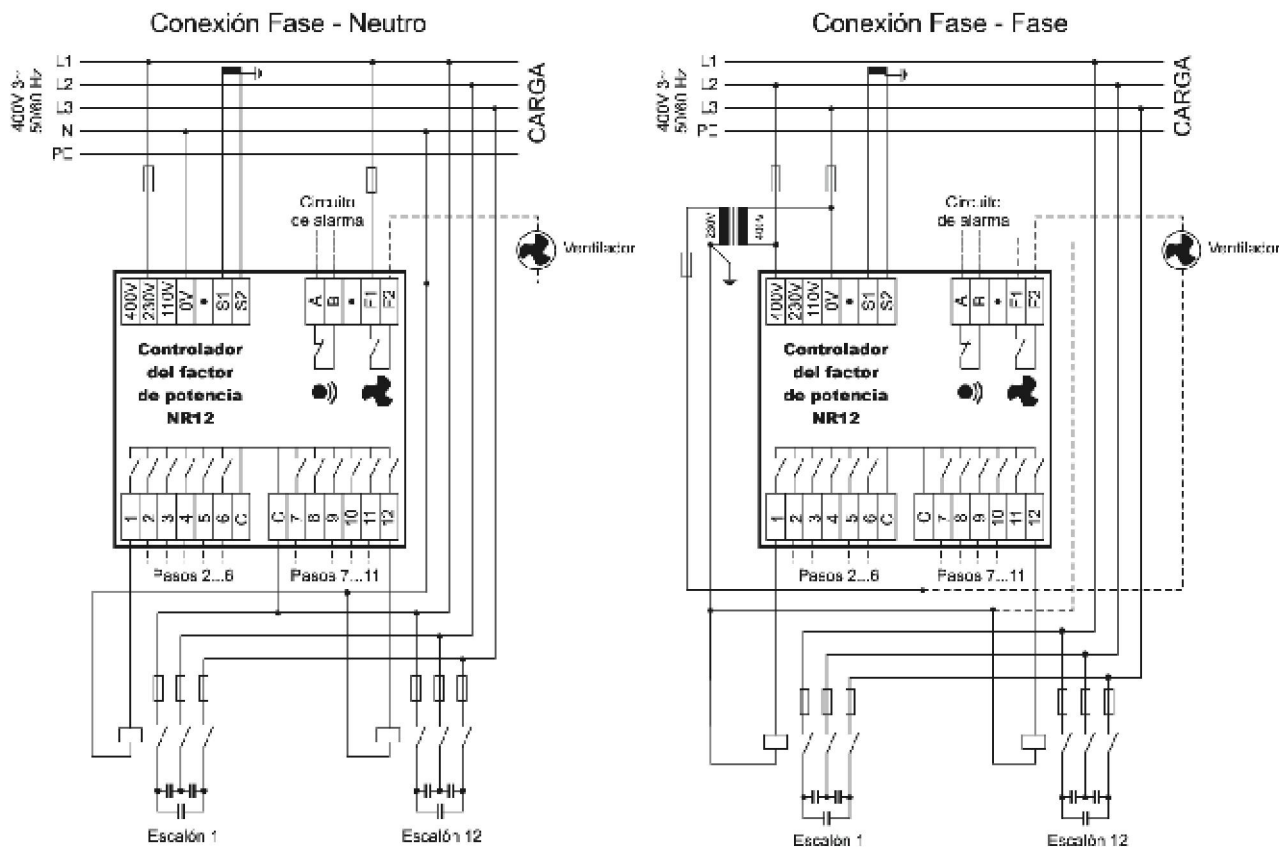 Conexión Fase - Neutro
400V 3~
50/60 Hz
L1
L2
L3
N
PE
CARGA
Circuito
de alarma
Ventilador
400V
230V
110V
0V
•
S1
S2
A
B
•
F1
F2
Controlador
del factor
de potencia
NR12
1
2
3
4
5
6
C
C
7
8
9
10
11
12
Pasos 2...6
Pasos 7...11
Escalón 1
Escalón 12
Conexión Fase - Fase
400V 3~
50/60 Hz
L1
L2
L3
PE
CARGA
230V
400V
Circuito
de alarma
Ventilador
400V
230V
110V
0V
•
S1
S2
A
B
•
F1
F2
Controlador
del factor
de potencia
NR12
1
2
3
4
5
6
C
C
7
8
9
10
11
12
Pasos 2...6
Pasos 7...11
Escalón 1
Escalón 12